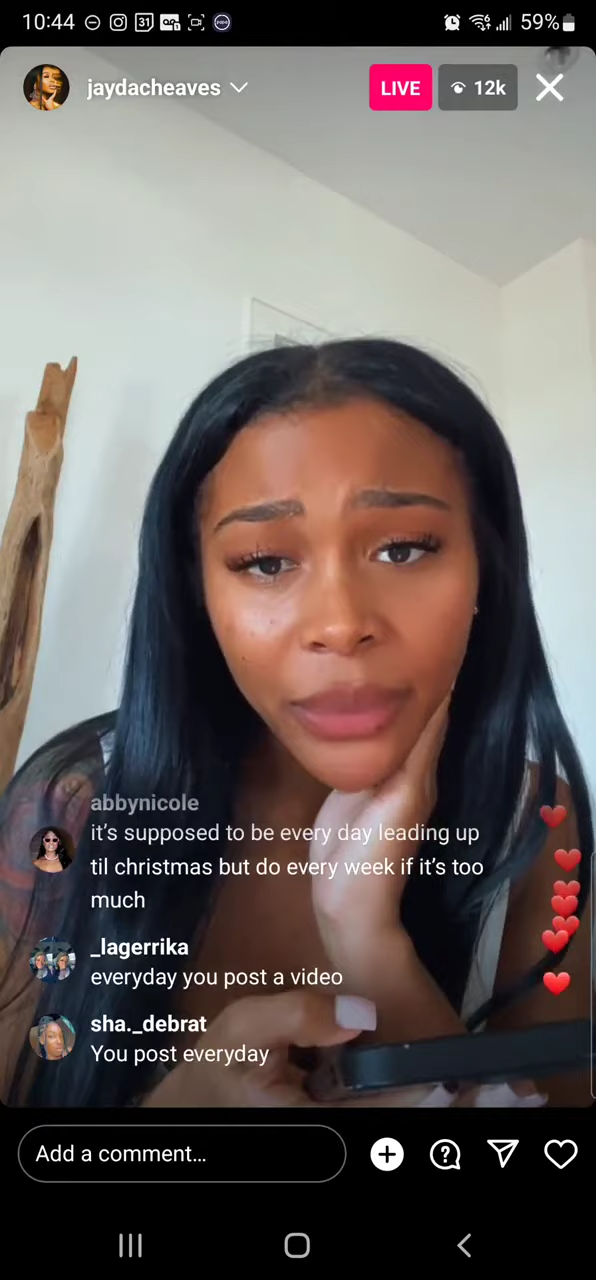 10:44
31
59%
jaydacheaves
LIVE
12k
abbynicole
it's supposed to be every day leading up
til christmas but do every week if it's too
much
_lagerrika
everyday you post a video
sha._debrat
You post everyday
Add a comment...